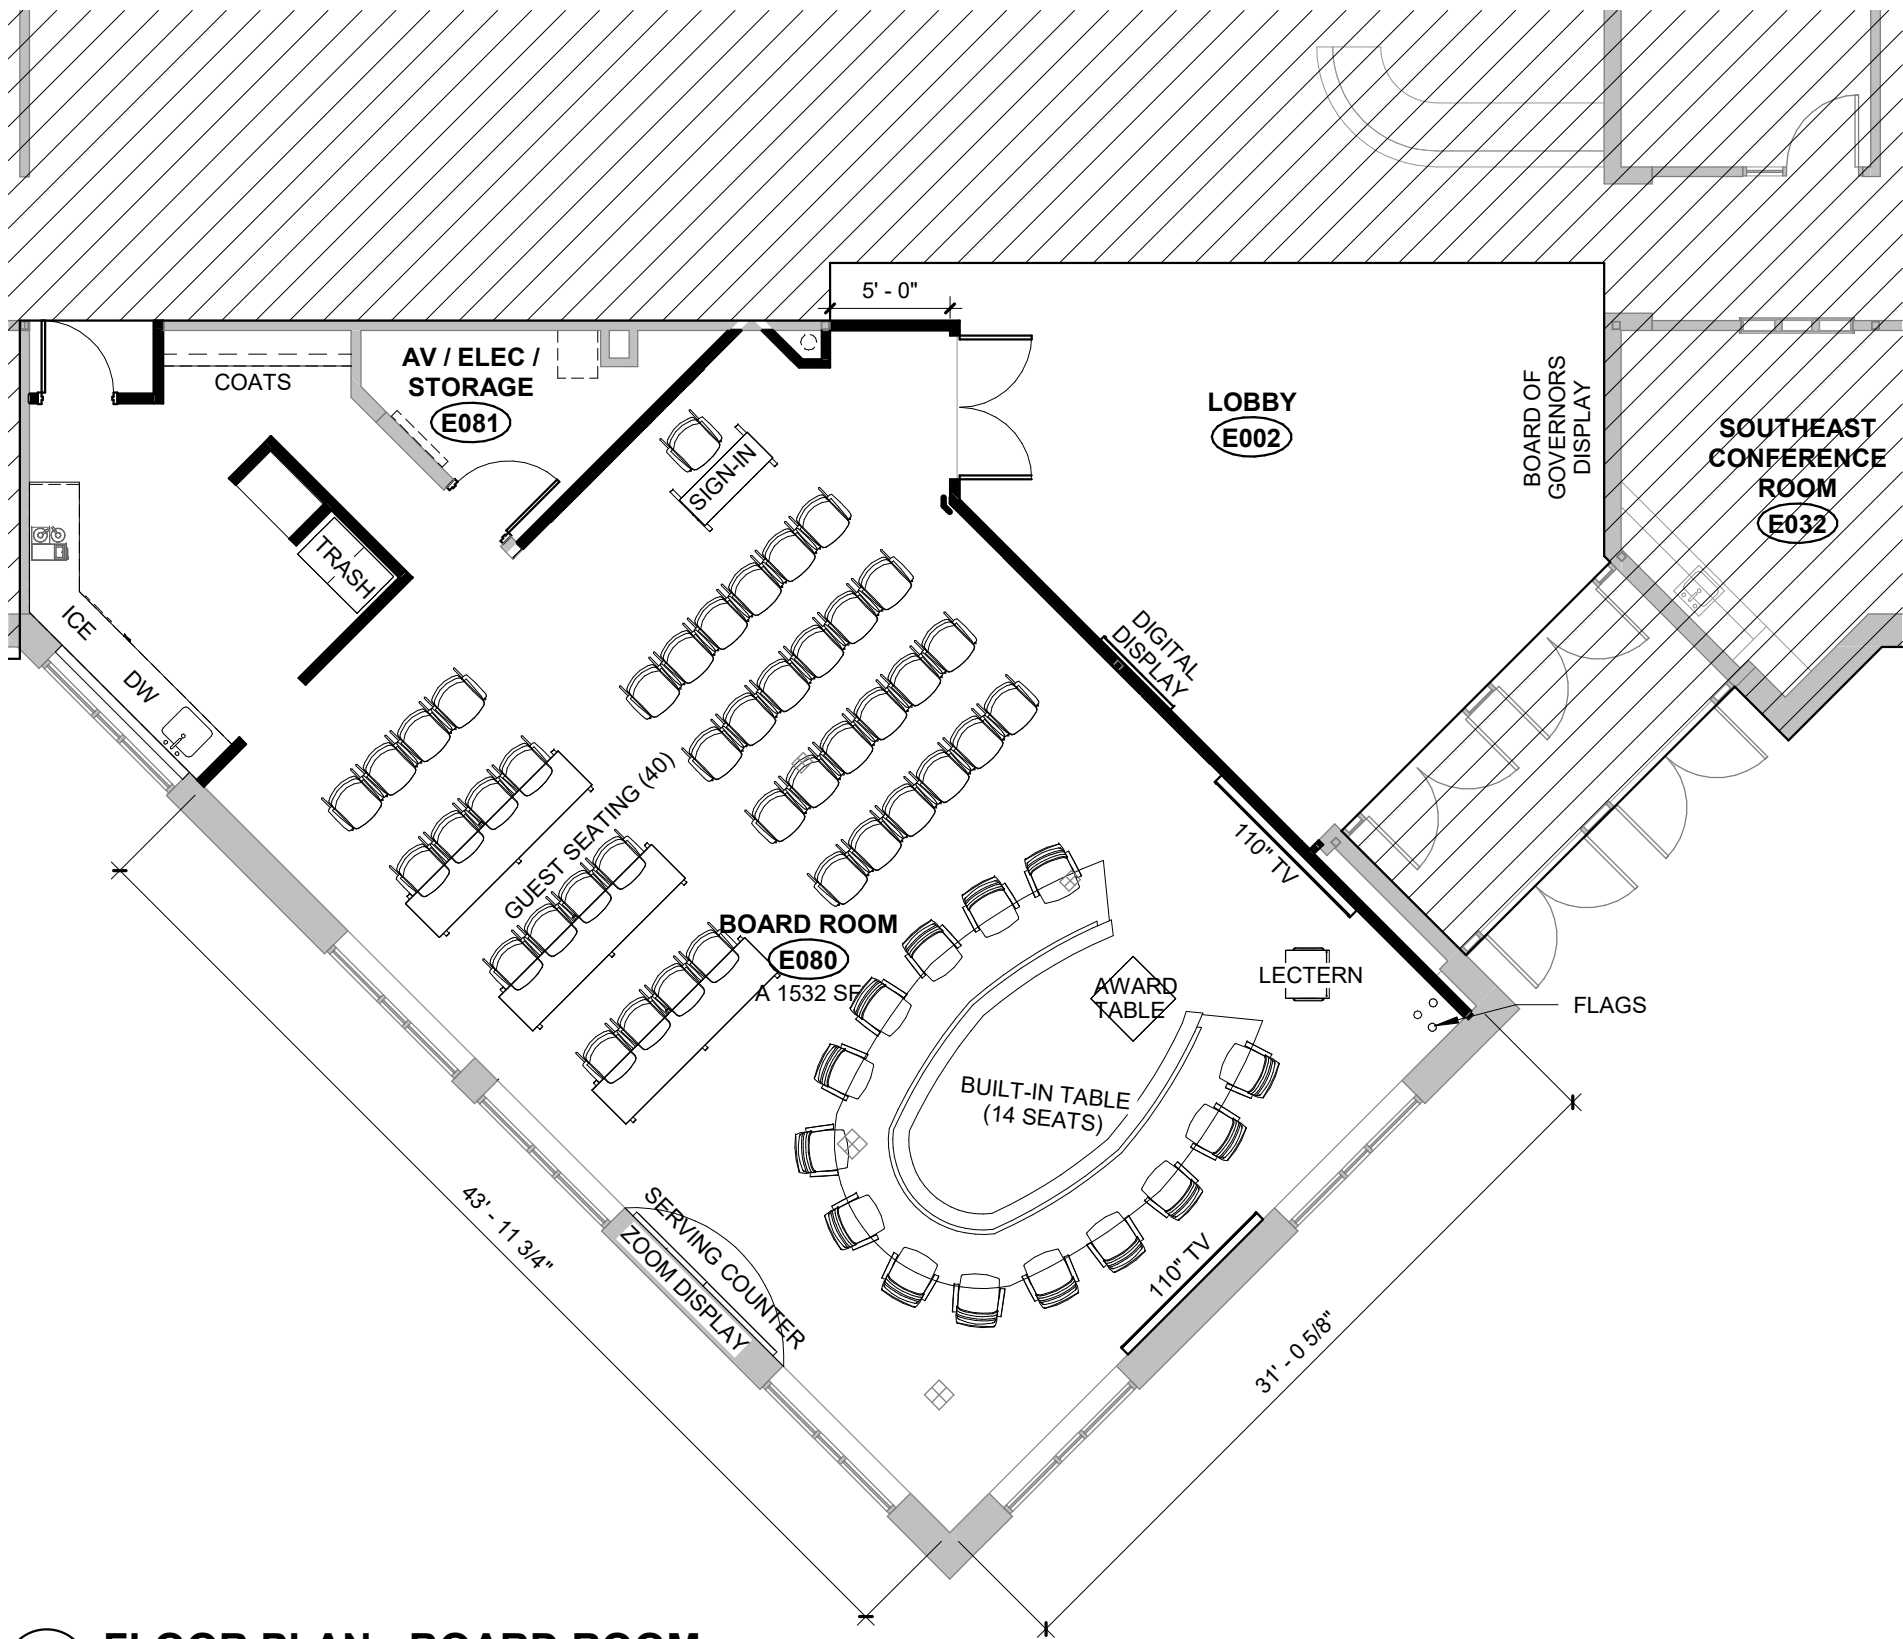 5' - 0"
COATS
AV / ELEC /
STORAGE
E081
LOBBY
E002
BOARD OF
GOVERNORS
DISPLAY
SOUTHEAST
CONFERENCE
ROOM
E032
SIGN-IN
TRASH
ICE
DW
DIGITAL
DISPLAY
GUEST SEATING (40)
110" TV
BOARD ROOM
E080
A 1532 SF
AWARD
TABLE
LECTERN
FLAGS
BUILT-IN TABLE
(14 SEATS)
43' - 11 3/4"
SERVING COUNTER
ZOOM DISPLAY
110" TV
31' - 0 5/8"
FLOOR PLAN - BOARD ROOM